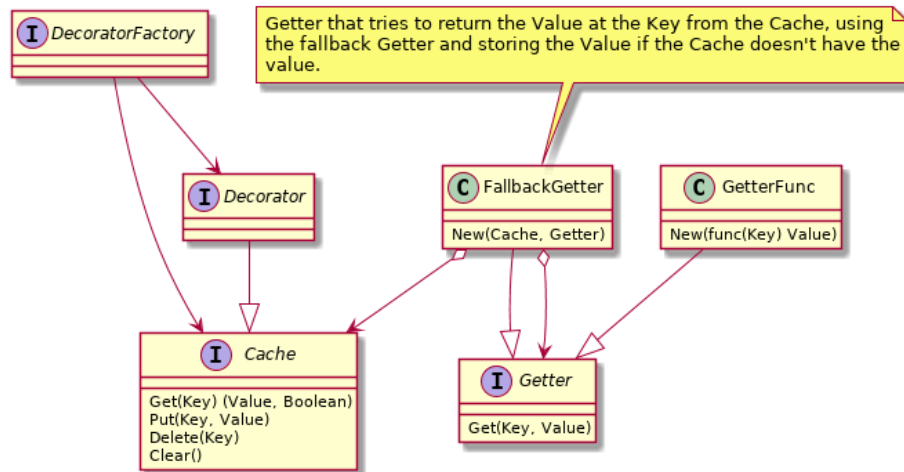 I DecoratorFactory
Getter that tries to return the Value at the Key from the Cache, using
the fallback Getter and storing the Value if the Cache doesn't have the
value.
I Decorator
C FallbackGetter
New(Cache, Getter)
C GetterFunc
New(func(Key) Value)
I Cache
Get(Key) (Value, Boolean)
Put(Key, Value)
Delete(Key)
Clear()
I Getter
Get(Key, Value)